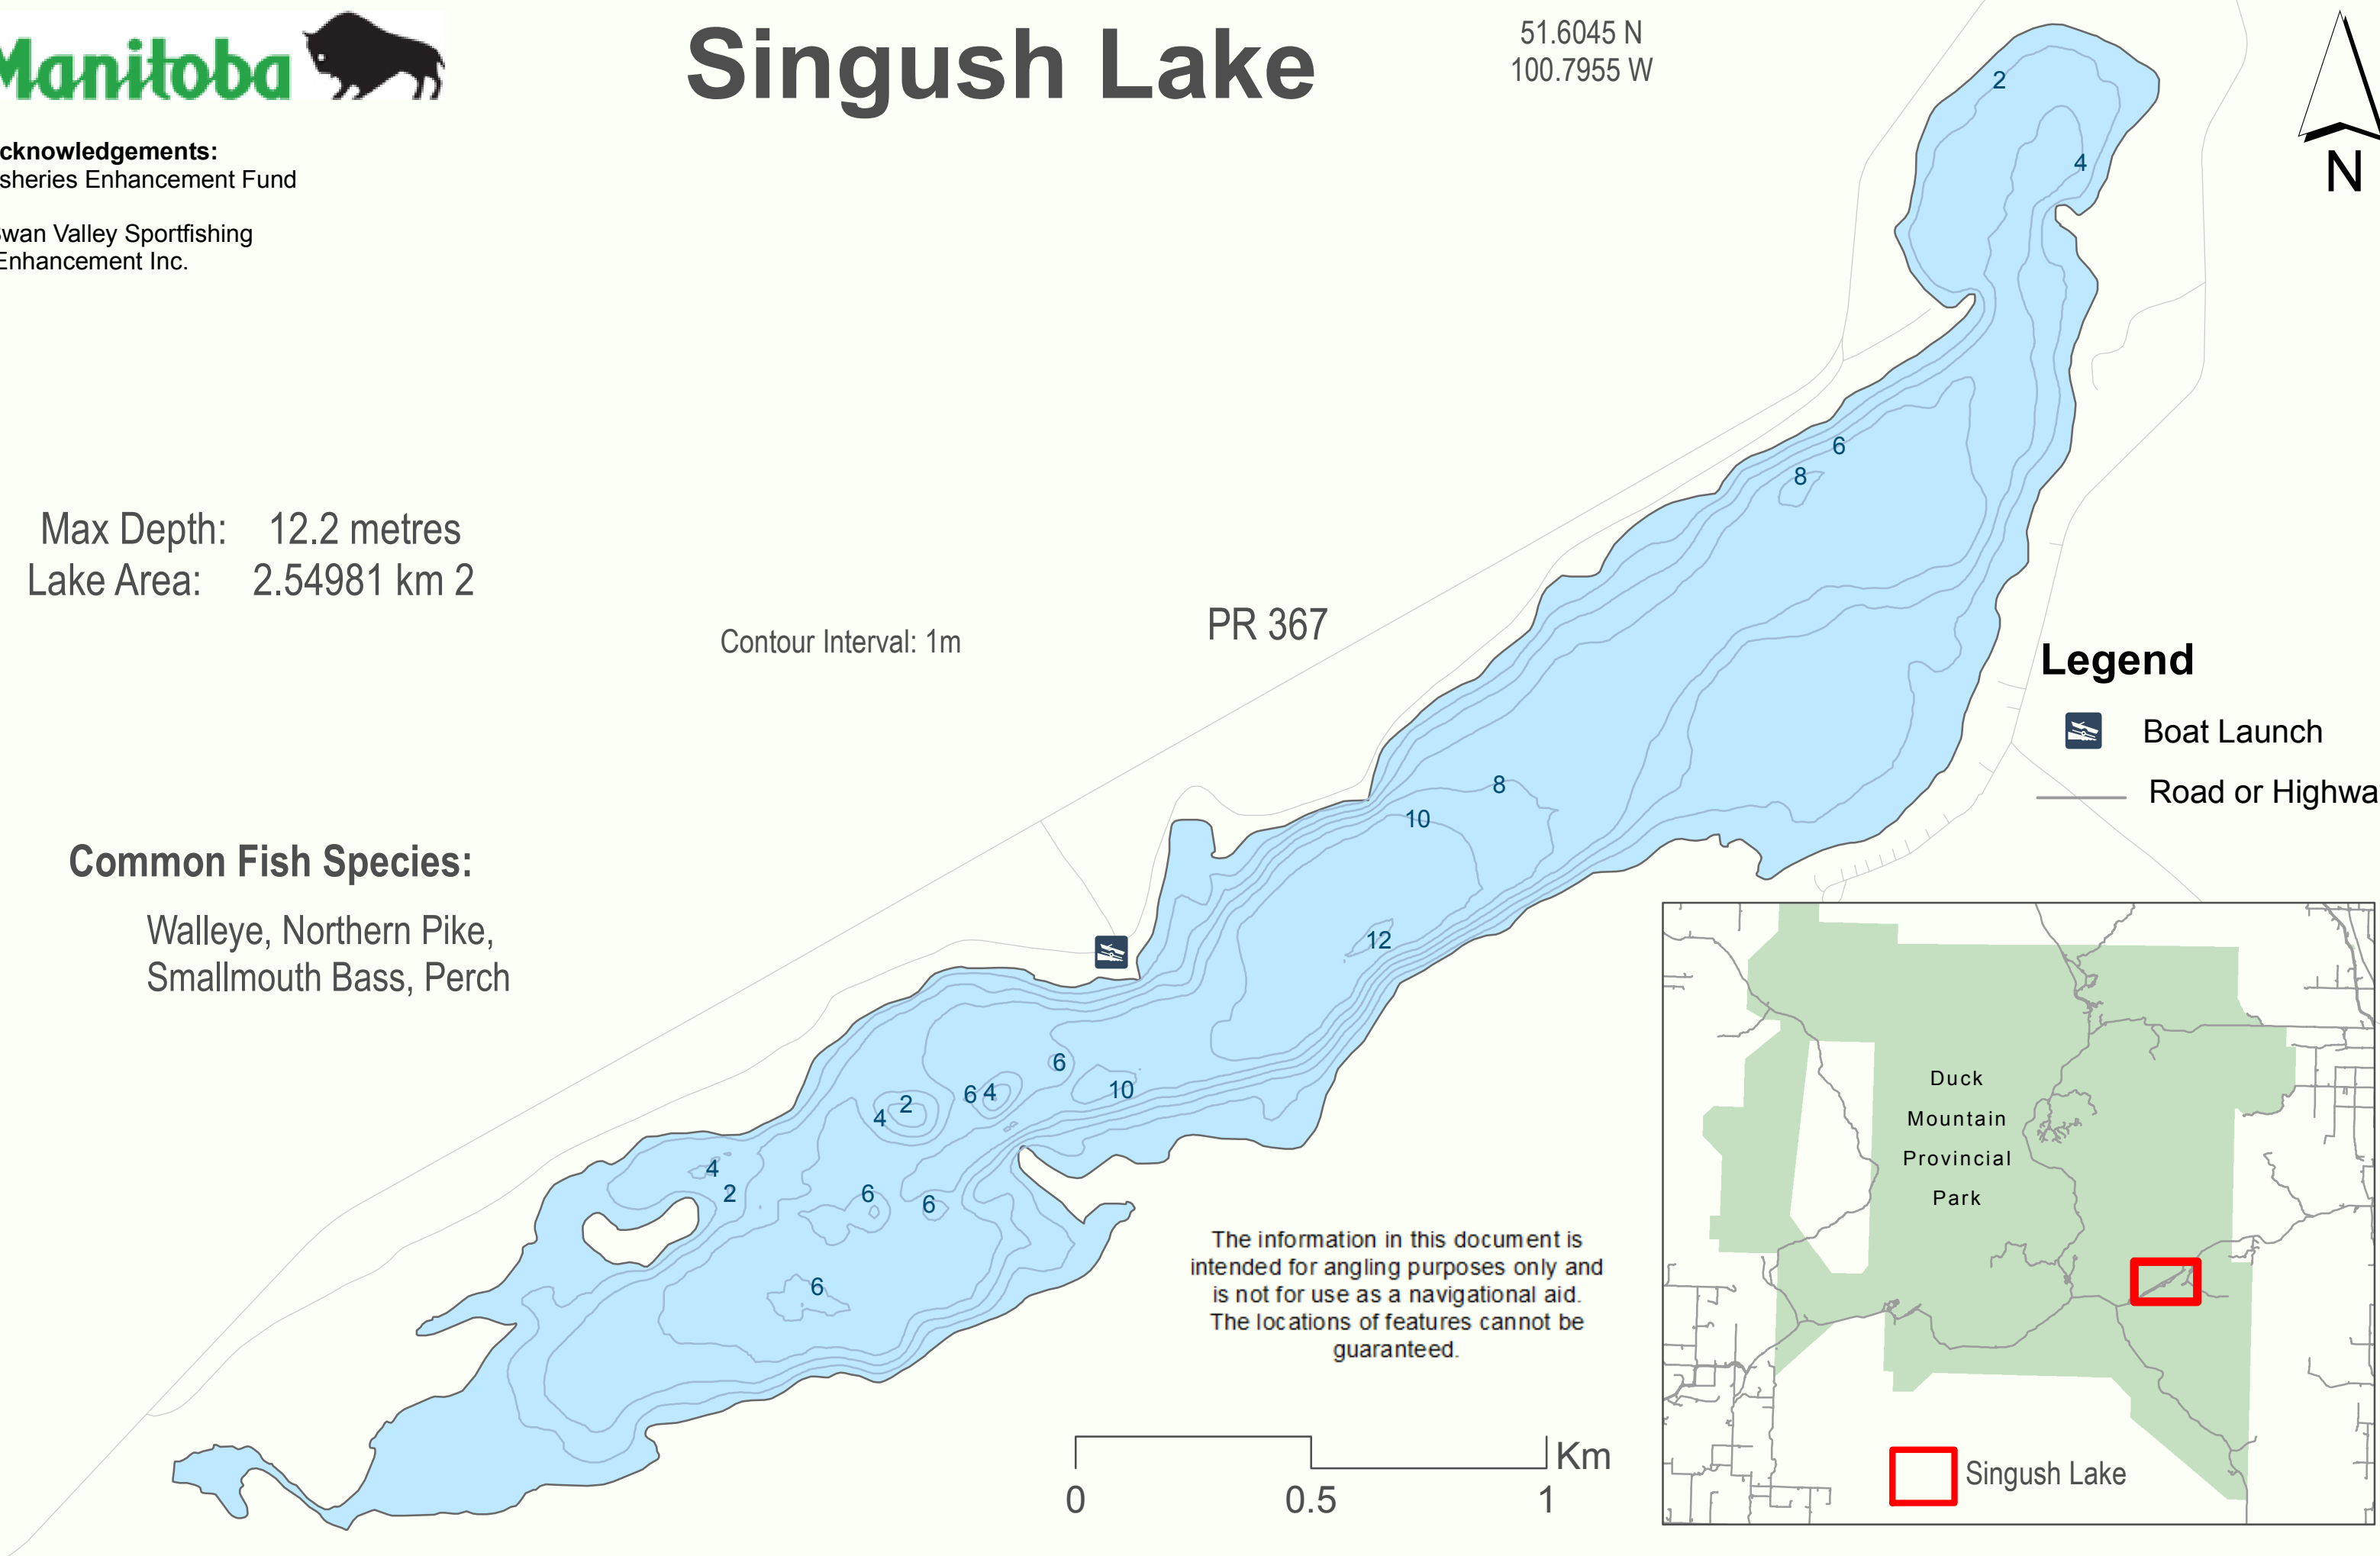 Manitoba
Singush Lake
51.6045 N
100.7955 W
N
cknowledgements:
sheries Enhancement Fund
wan Valley Sportfishing
Enhancement Inc.
Max Depth: 12.2 metres
Lake Area: 2.54981 km 2
Contour Interval: 1m
PR 367
Common Fish Species:
Walleye, Northern Pike,
Smallmouth Bass, Perch
2
4
6
8
8
10
12
6
10
6 4
2
4
4
2
6
6
6
Legend
Boat Launch
Road or Highwa
The information in this document is
intended for angling purposes only and
is not for use as a navigational aid.
The locations of features cannot be
guaranteed.
Km
0 0.5 1
Duck
Mountain
Provincial
Park
Singush Lake